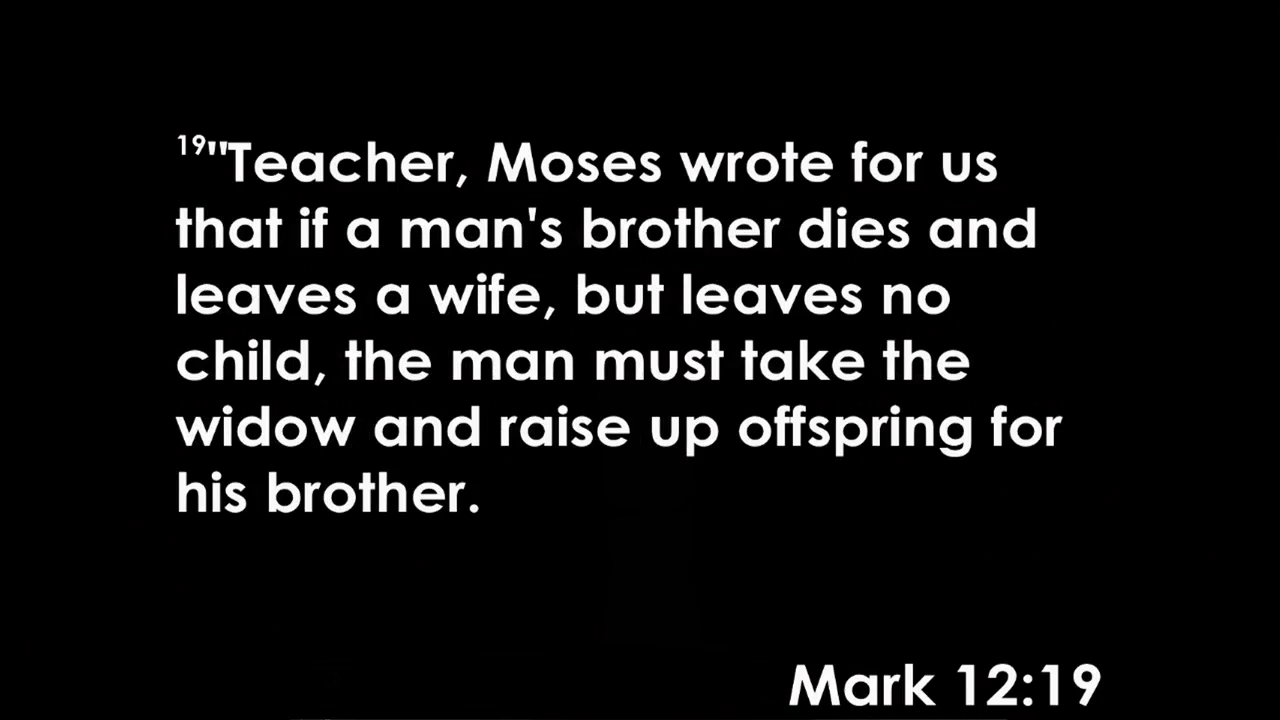 19"Teacher, Moses wrote for us
that if a man's brother dies and
leaves a wife, but leaves no
child, the man must take the
widow and raise up offspring for
his brother.
Mark 12:19